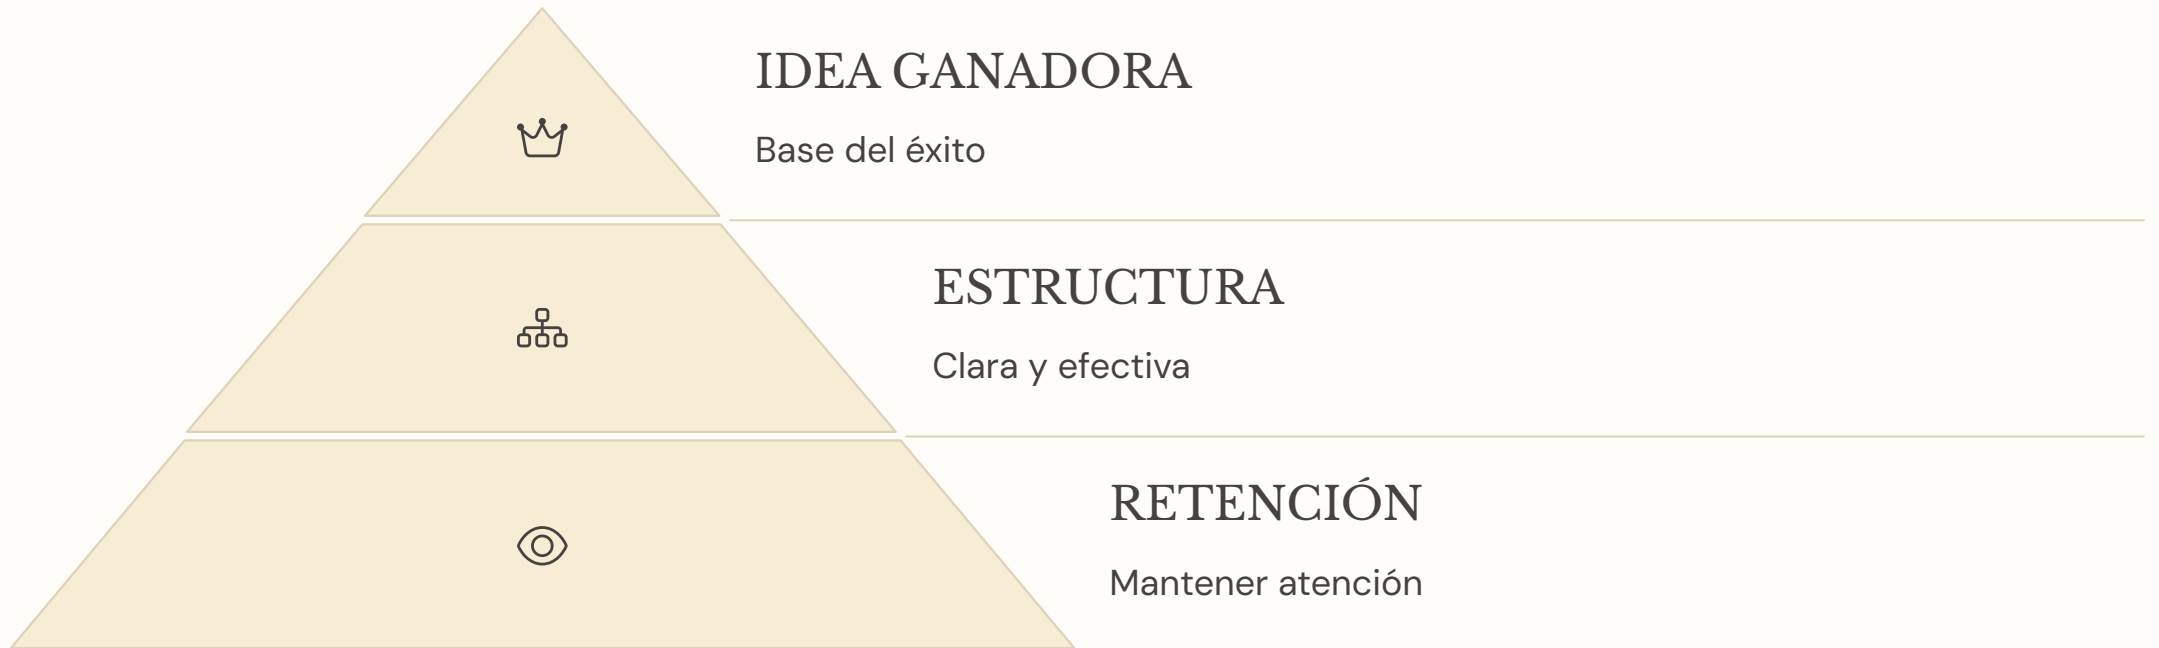 IDEA GANADORA
Base del éxito
ESTRUCTURA
Clara y efectiva
RETENCIÓN
Mantener atención